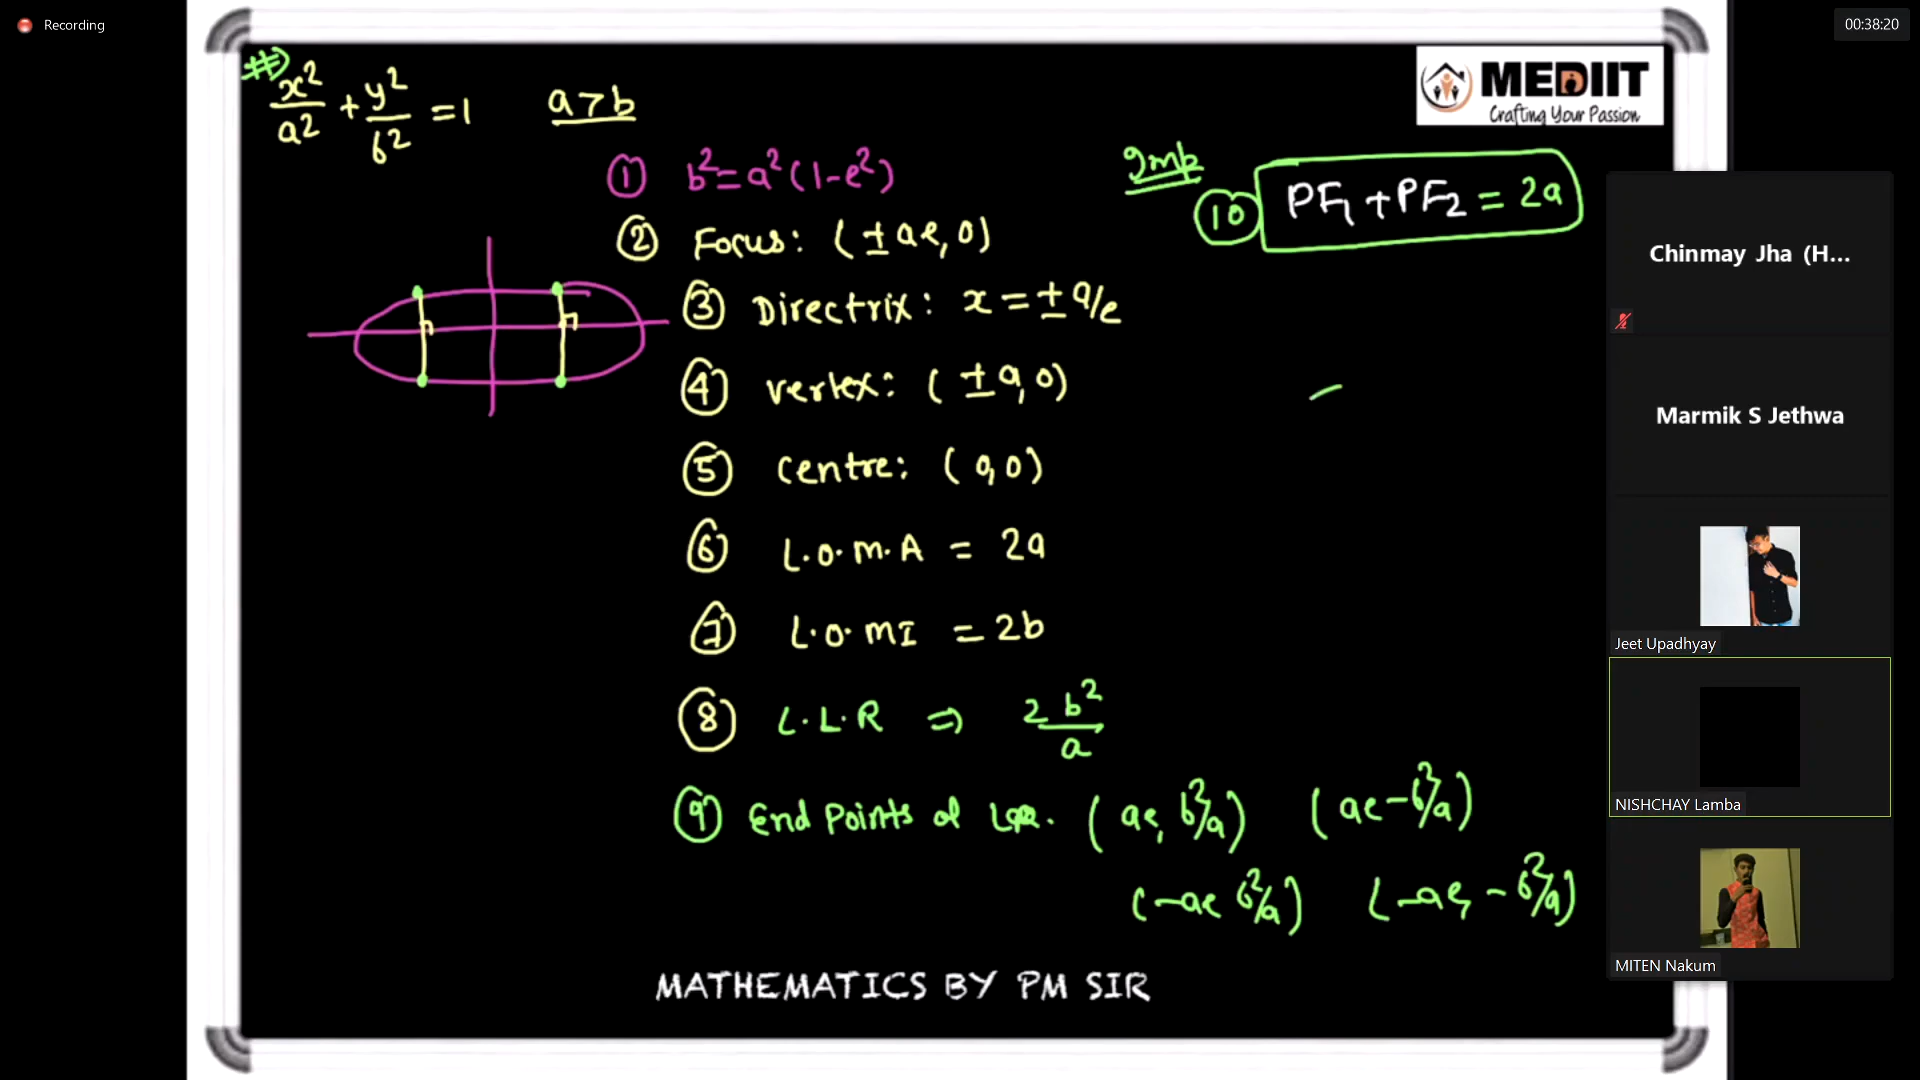 Recording
00:38:20
#)
x²/a² + y²/b² = 1 a>b
MEDIIT
Crafting Your Passion
① b² = a²(1-e²)
② Focus: (±ae, 0)
③ Directrix: x = ± a/e
④ vertex: (±a, 0)
⑤ centre: (0,0)
⑥ L.O.M.A = 2a
⑦ L.O.MI = 2b
⑧ L.L.R ⇒ 2b²/a
⑨ End Points of LR. (ae, b²/a) (ae -b²/a)
(-ae b²/a) (-ae, -b²/a)
Imp
⑩ PF₁ + PF₂ = 2a
MATHEMATICS BY PM SIR
Chinmay Jha (H...
Marmik S Jethwa
Jeet Upadhyay
NISHCHAY Lamba
MITEN Nakum